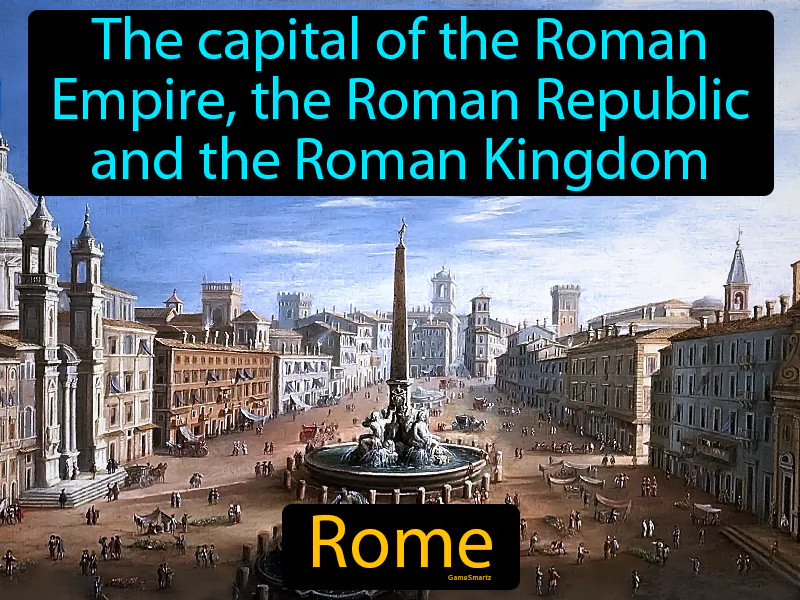 The capital of the Roman
Empire, the Roman Republic
and the Roman Kingdom
Rome
GameSmartz